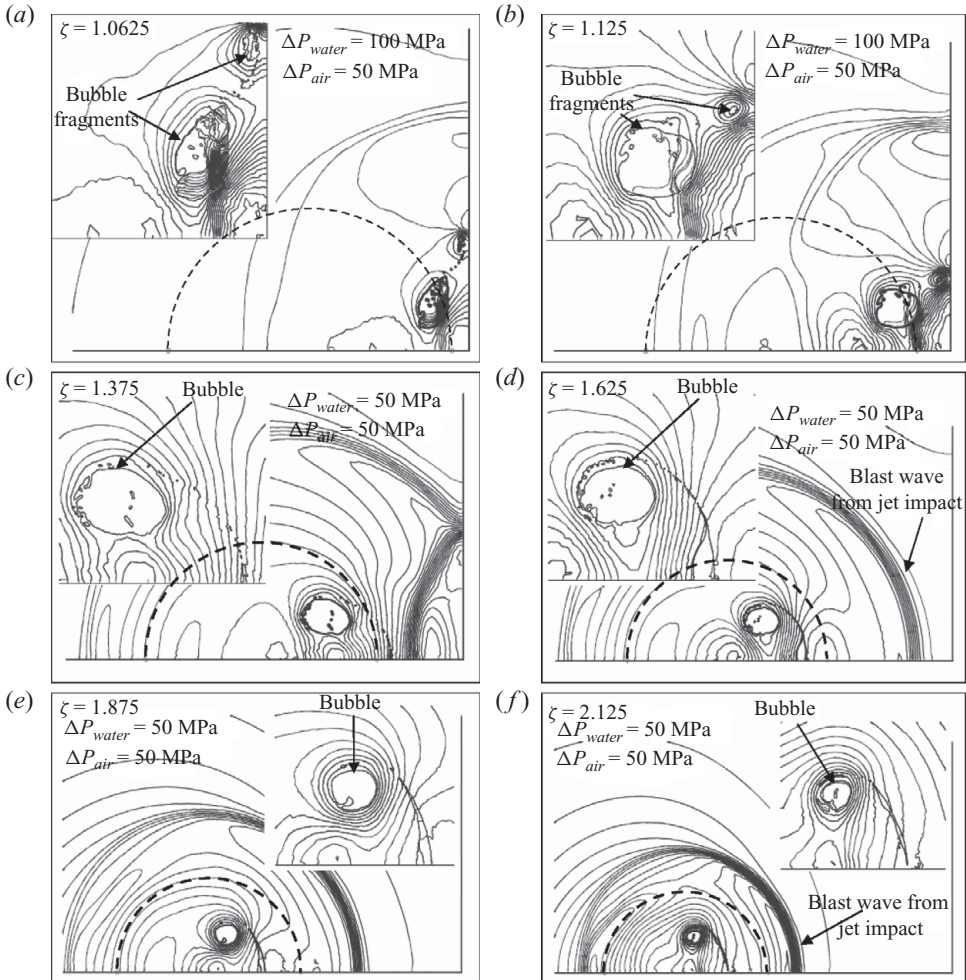 (a)
ζ = 1.0625
ΔP_water = 100 MPa
ΔP_air = 50 MPa
Bubble
fragments
(b)
ζ = 1.125
ΔP_water = 100 MPa
ΔP_air = 50 MPa
Bubble
fragments
(c)
ζ = 1.375
Bubble
ΔP_water = 50 MPa
ΔP_air = 50 MPa
(d)
ζ = 1.625
Bubble
ΔP_water = 50 MPa
ΔP_air = 50 MPa
Blast wave
from jet impact
(e)
ζ = 1.875
ΔP_water = 50 MPa
ΔP_air = 50 MPa
Bubble
(f)
ζ = 2.125
ΔP_water = 50 MPa
ΔP_air = 50 MPa
Bubble
Blast wave from
jet impact